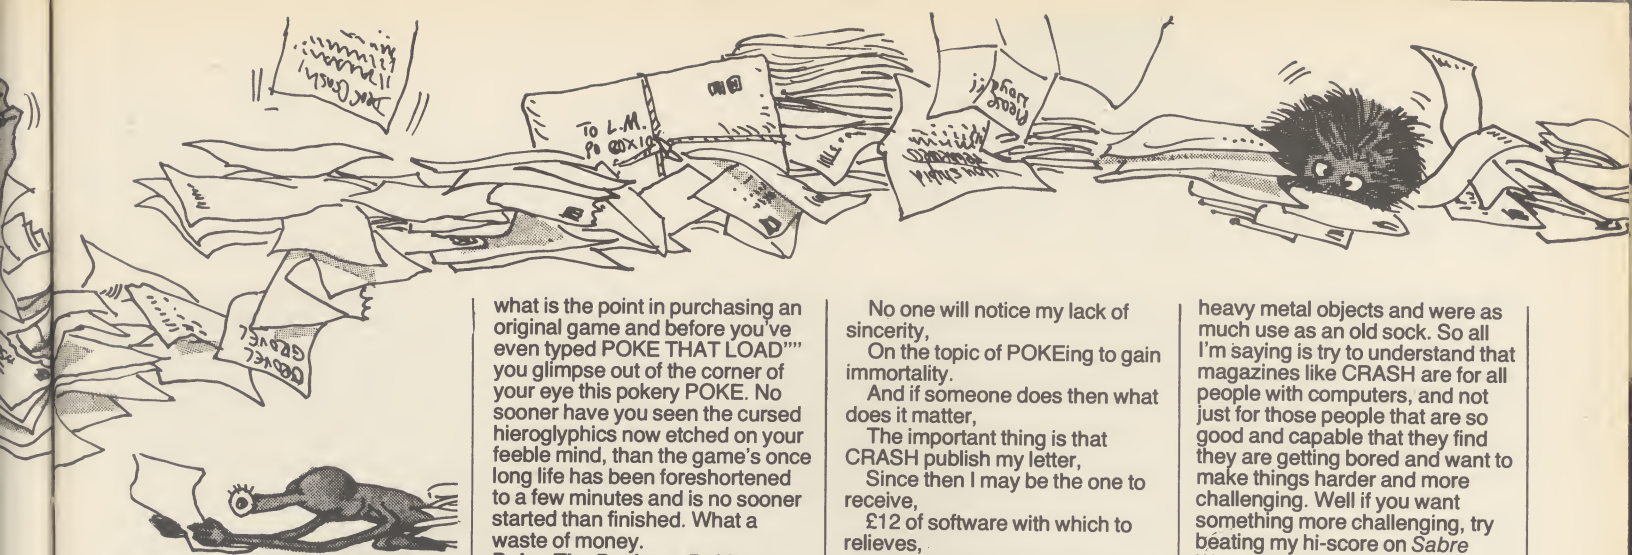 Dear Crash!
To L.M.
PO BOX 10
Please
GROVEL
GROVEL
what is the point in purchasing an
original game and before you've
even typed POKE THAT LOAD""
you glimpse out of the corner of
your eye this pokery POKE. No
sooner have you seen the cursed
hieroglyphics now etched on your
feeble mind, than the game's once
long life has been foreshortened
to a few minutes and is no sooner
started than finished. What a
waste of money.
No one will notice my lack of
sincerity,
On the topic of POKEing to gain
immortality.
And if someone does then what
does it matter,
The important thing is that
CRASH publish my letter,
Since then I may be the one to
receive,
£12 of software with which to
relieves,
heavy metal objects and were as
much use as an old sock. So all
I'm saying is try to understand that
magazines like CRASH are for all
people with computers, and not
just for those people that are so
good and capable that they find
they are getting bored and want to
make things harder and more
challenging. Well if you want
something more challenging, try
beating my hi-score on Sabre